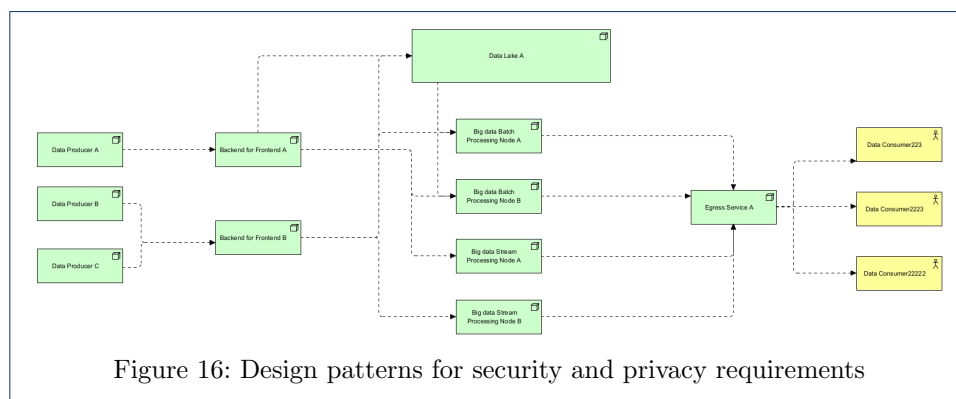 Data Lake A
Data Producer A
Backend for Frontend A
Big data Batch
Processing Node A
Data Consumer223
Data Producer B
Big data Batch
Processing Node B
Egress Service A
Data Consumer2223
Data Producer C
Backend for Frontend B
Big data Stream
Processing Node A
Data Consumer22222
Big data Stream
Processing Node B
Figure 16: Design patterns for security and privacy requirements